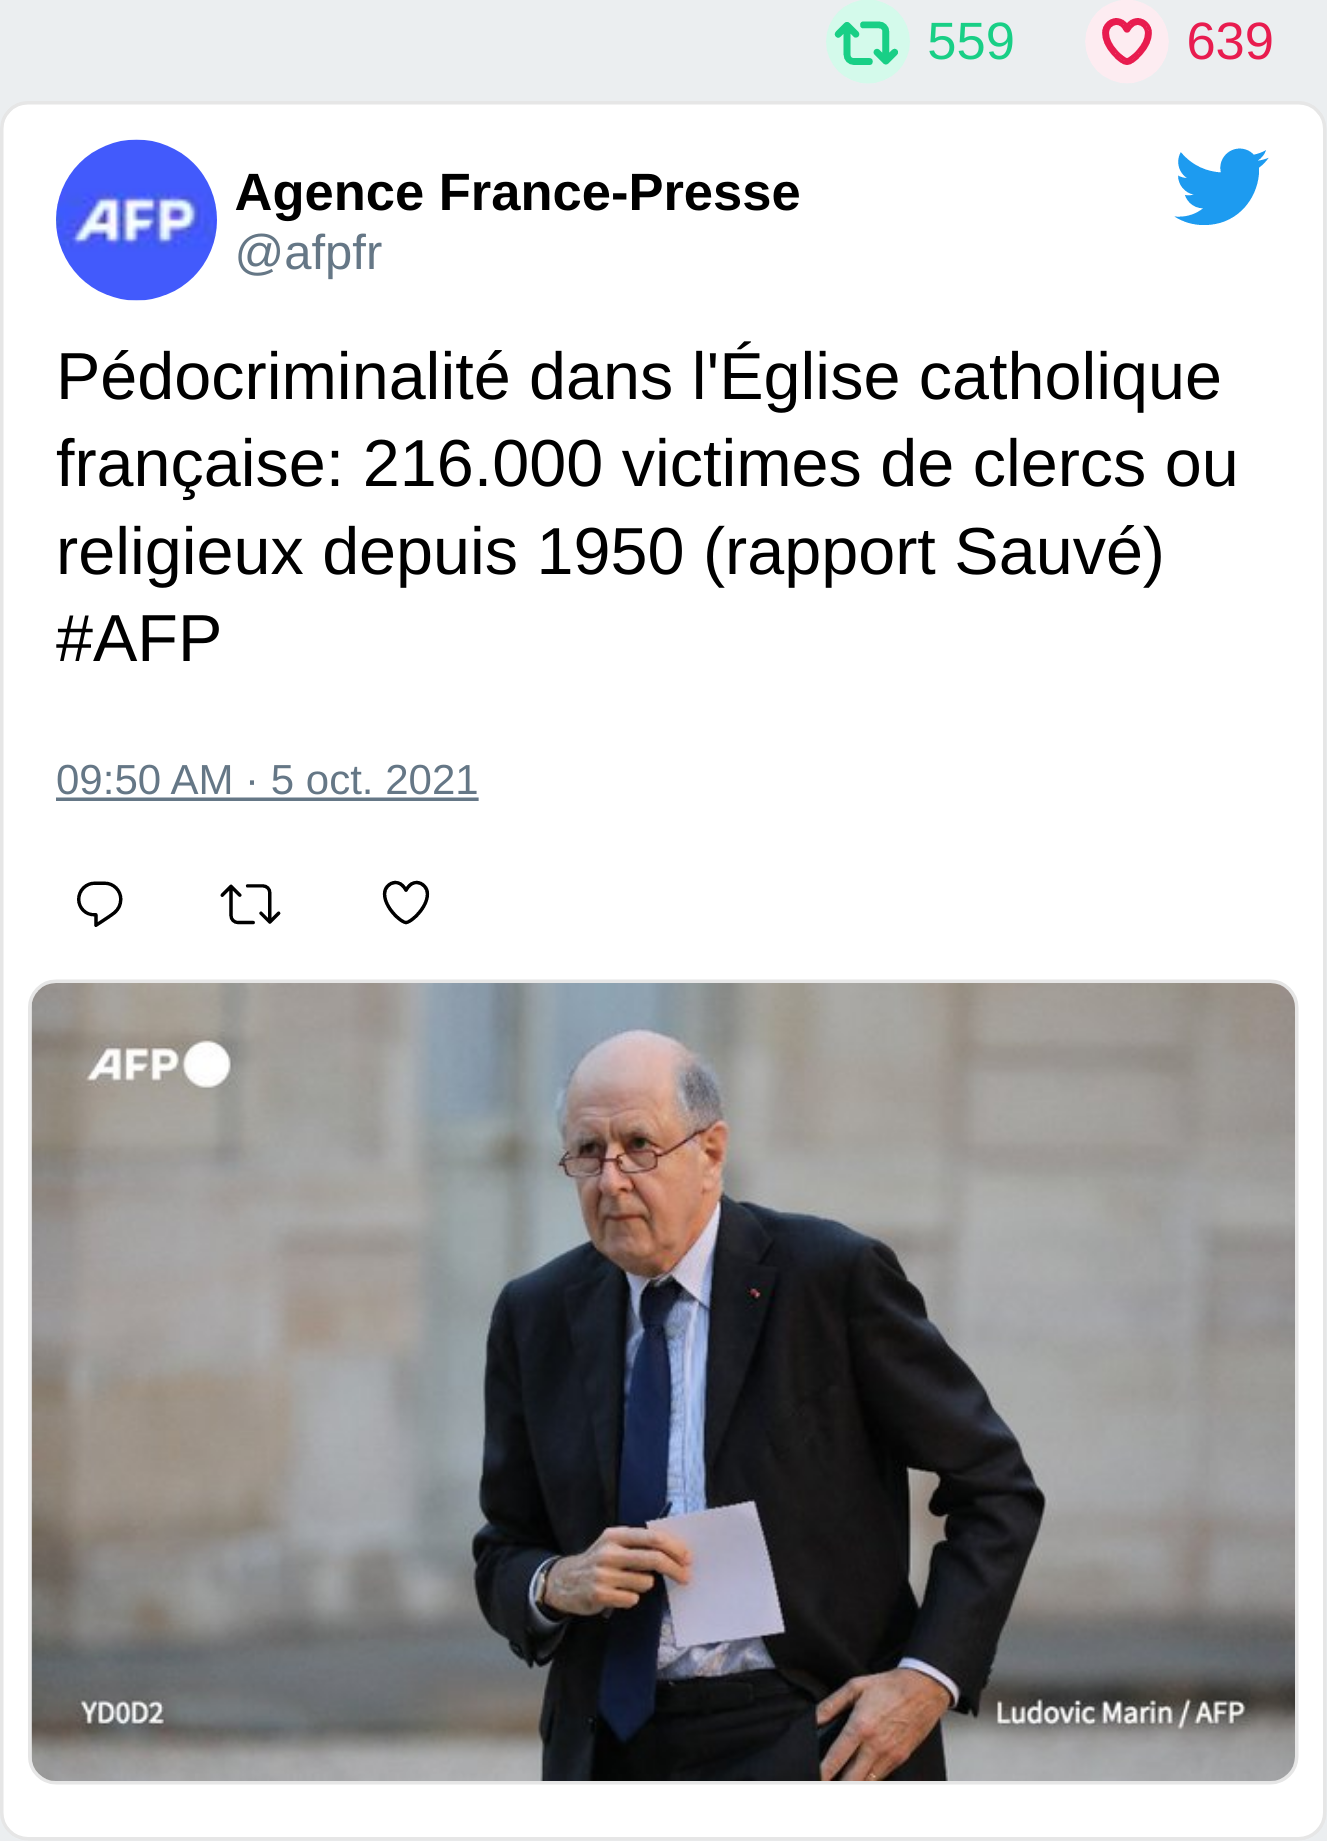 559 639
AFP
Agence France-Presse
@afpfr
Pédocriminalité dans l'Église catholique
française: 216.000 victimes de clercs ou
religieux depuis 1950 (rapport Sauvé)
#AFP
09:50 AM · 5 oct. 2021
AFP
YD0D2
Ludovic Marin / AFP